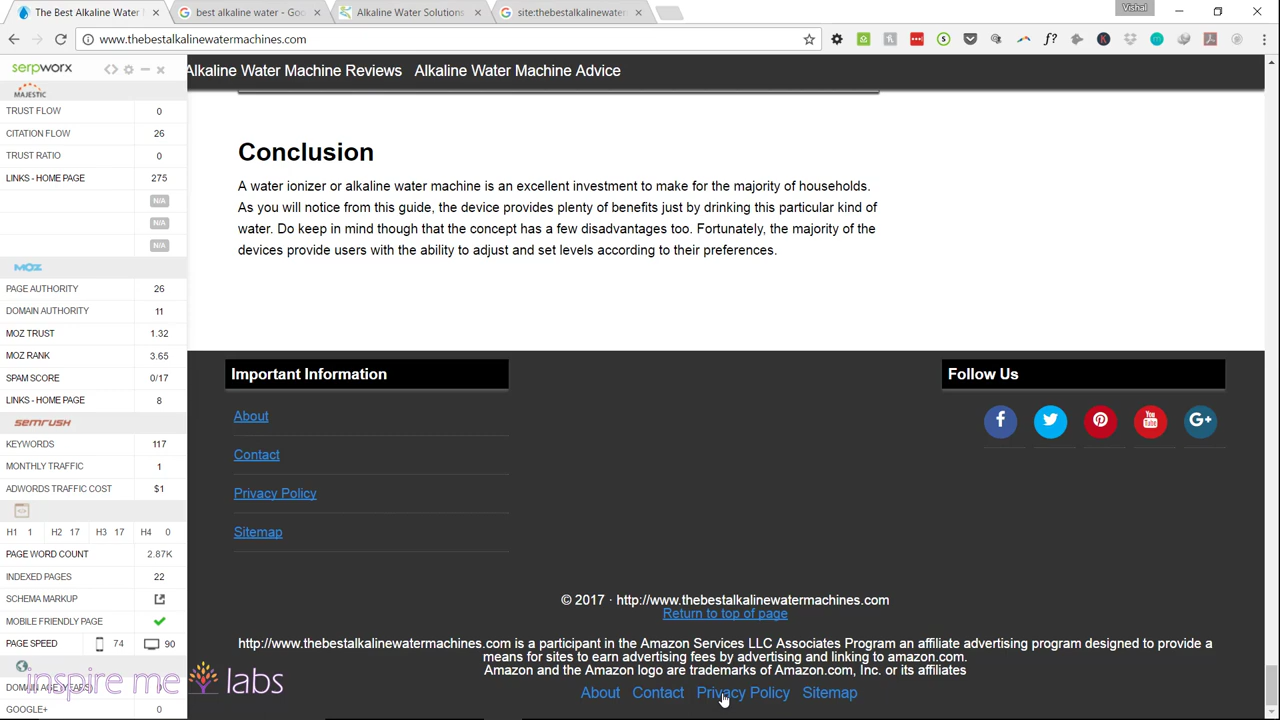 The Best Alkaline Water
best alkaline water - Goo
Alkaline Water Solutions
site:thebestalkalinewater
Vishal
www.thebestalkalinewatermachines.com
serpworx
Alkaline Water Machine Reviews
Alkaline Water Machine Advice
MAJESTIC
TRUST FLOW 0
CITATION FLOW 26
TRUST RATIO 0
LINKS - HOME PAGE 275
N/A
N/A
N/A
MOZ
PAGE AUTHORITY 26
DOMAIN AUTHORITY 11
MOZ TRUST 1.32
MOZ RANK 3.65
SPAM SCORE 0/17
LINKS - HOME PAGE 8
SEMRUSH
KEYWORDS 117
MONTHLY TRAFFIC 1
ADWORDS TRAFFIC COST $1
H1 1 H2 17 H3 17 H4 0
PAGE WORD COUNT 2.87K
INDEXED PAGES 22
SCHEMA MARKUP
MOBILE FRIENDLY PAGE
PAGE SPEED 74 90
DOMAIN AGE (YEARS) 0
GOOGLE+ 0
Conclusion
A water ionizer or alkaline water machine is an excellent investment to make for the majority of households.
As you will notice from this guide, the device provides plenty of benefits just by drinking this particular kind of
water. Do keep in mind though that the concept has a few disadvantages too. Fortunately, the majority of the
devices provide users with the ability to adjust and set levels according to their preferences.
Important Information
About
Contact
Privacy Policy
Sitemap
Follow Us
You Tube
G+
© 2017 · http://www.thebestalkalinewatermachines.com
Return to top of page
http://www.thebestalkalinewatermachines.com is a participant in the Amazon Services LLC Associates Program an affiliate advertising program designed to provide a
means for sites to earn advertising fees by advertising and linking to amazon.com.
Amazon and the Amazon logo are trademarks of Amazon.com, Inc. or its affiliates
About Contact Privacy Policy Sitemap
inspire me labs